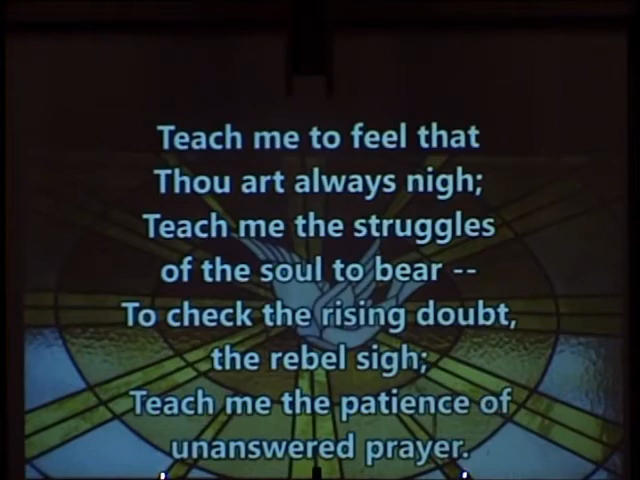 Teach me to feel that
Thou art always nigh;
Teach me the struggles
of the soul to bear --
To check the rising doubt,
the rebel sigh;
Teach me the patience of
unanswered prayer.